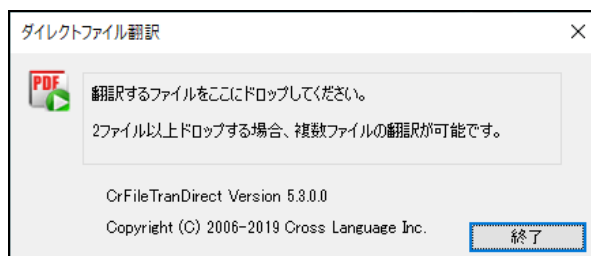 ダイレクトファイル翻訳
PDF
翻訳するファイルをここにドロップしてください。
2ファイル以上ドロップする場合、複数ファイルの翻訳が可能です。
CrFileTranDirect Version 5.3.0.0
Copyright (C) 2006-2019 Cross Language Inc.
終了